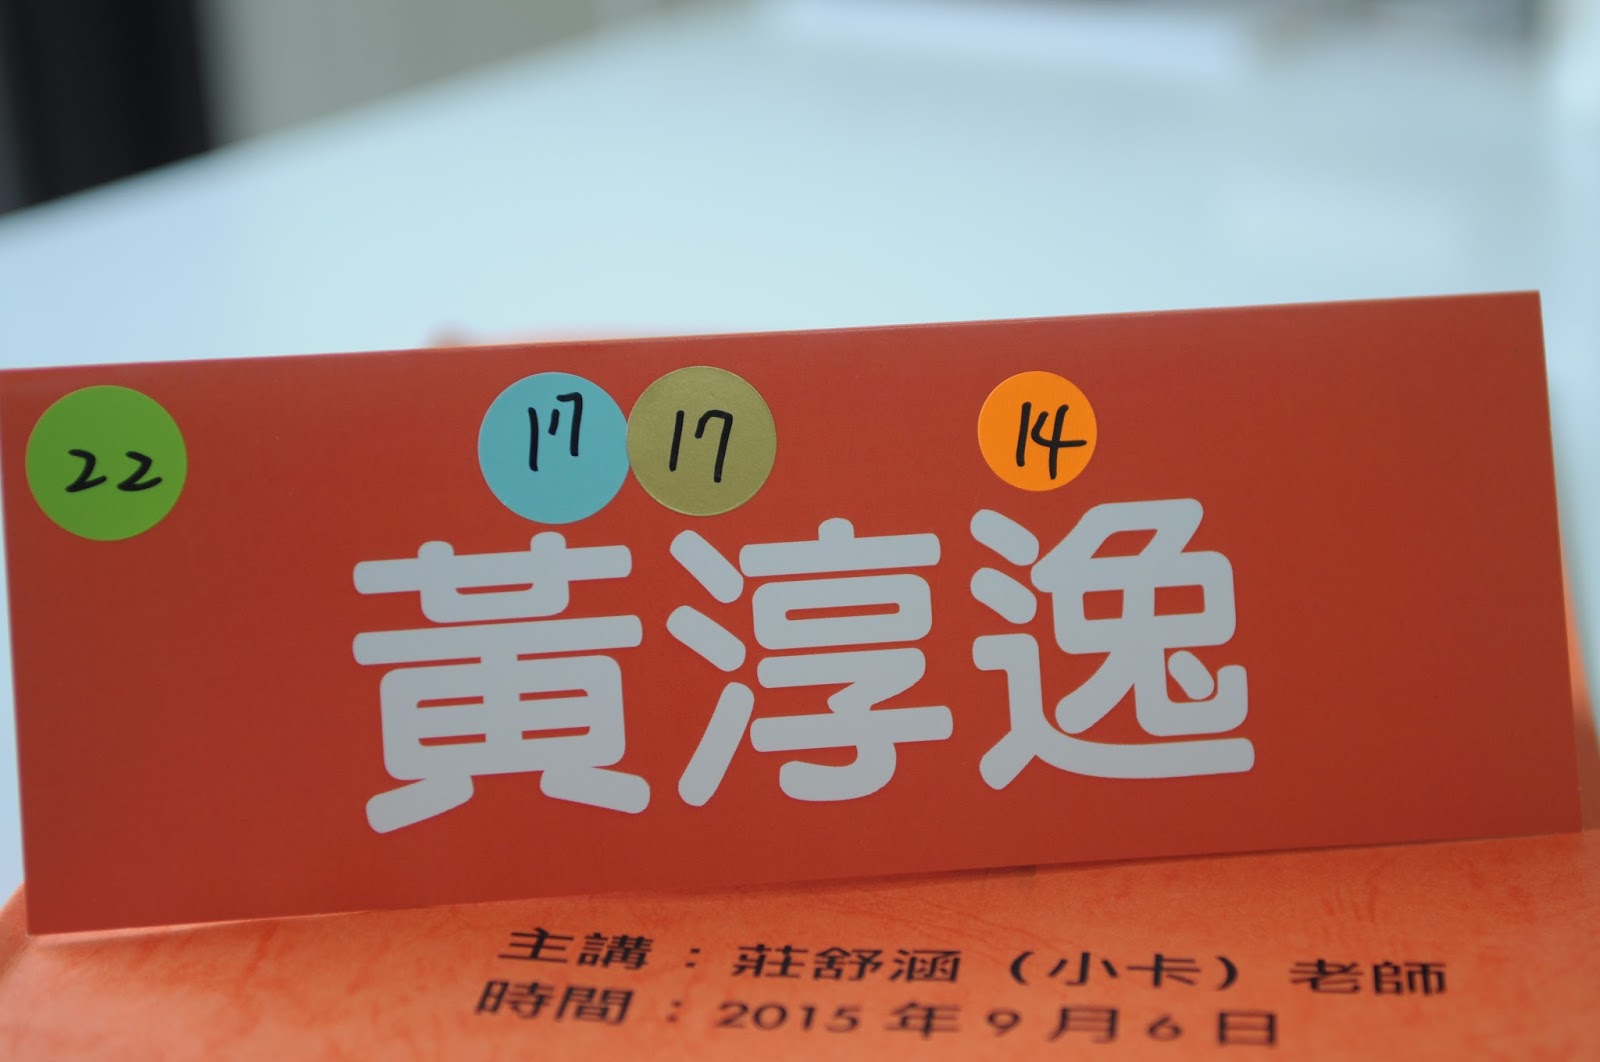 22 17 17 14
黃淳逸
主講：莊舒涵（小卡）老師
時間：2015年9月6日